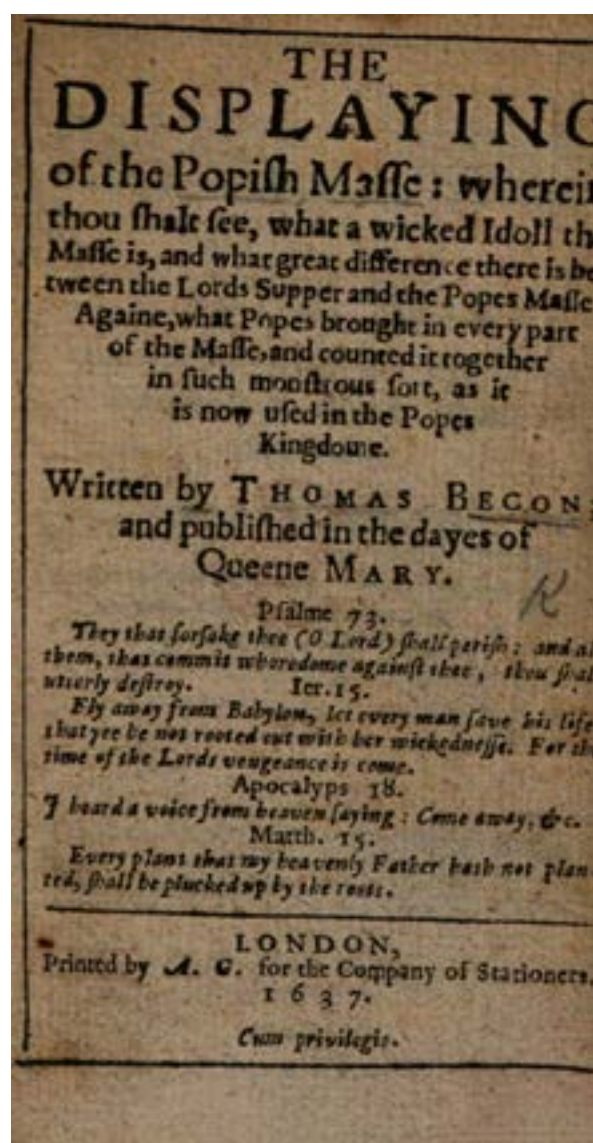 THE
DISPLAYING
of the Popiſh Maſſe: wherein
thou ſhalt ſee, what a wicked Idoll th
Maſſe is, and what great difference there is be
tween the Lords Supper and the Popes Maſſe
Againe, what Popes brought in every part
of the Maſſe, and counted it together
in ſuch monſtrous ſort, as it
is now uſed in the Popes
Kingdome.
Written by THOMAS BECON;
and publiſhed in the dayes of
Queene MARY.
R
Pſalme 73.
They that forſake thee (O Lord) ſhall periſh: and al
them, that commit whoredome againſt thee, thou ſhal
utterly deſtroy. Ier. 15.
Fly away from Babylon, let every man ſave his life
that yee be not rooted out with her wickedneſſe. For th
time of the Lords vengeance is come.
Apocalyps 18.
I heard a voice from heaven ſaying: Come away, &c.
Matth. 15.
Every plant that my heavenly Father hath not plan-
ted, ſhall be plucked up by the roots.
LONDON,
Printed by A. G. for the Company of Stationers.
1637.
Cum privilegio.